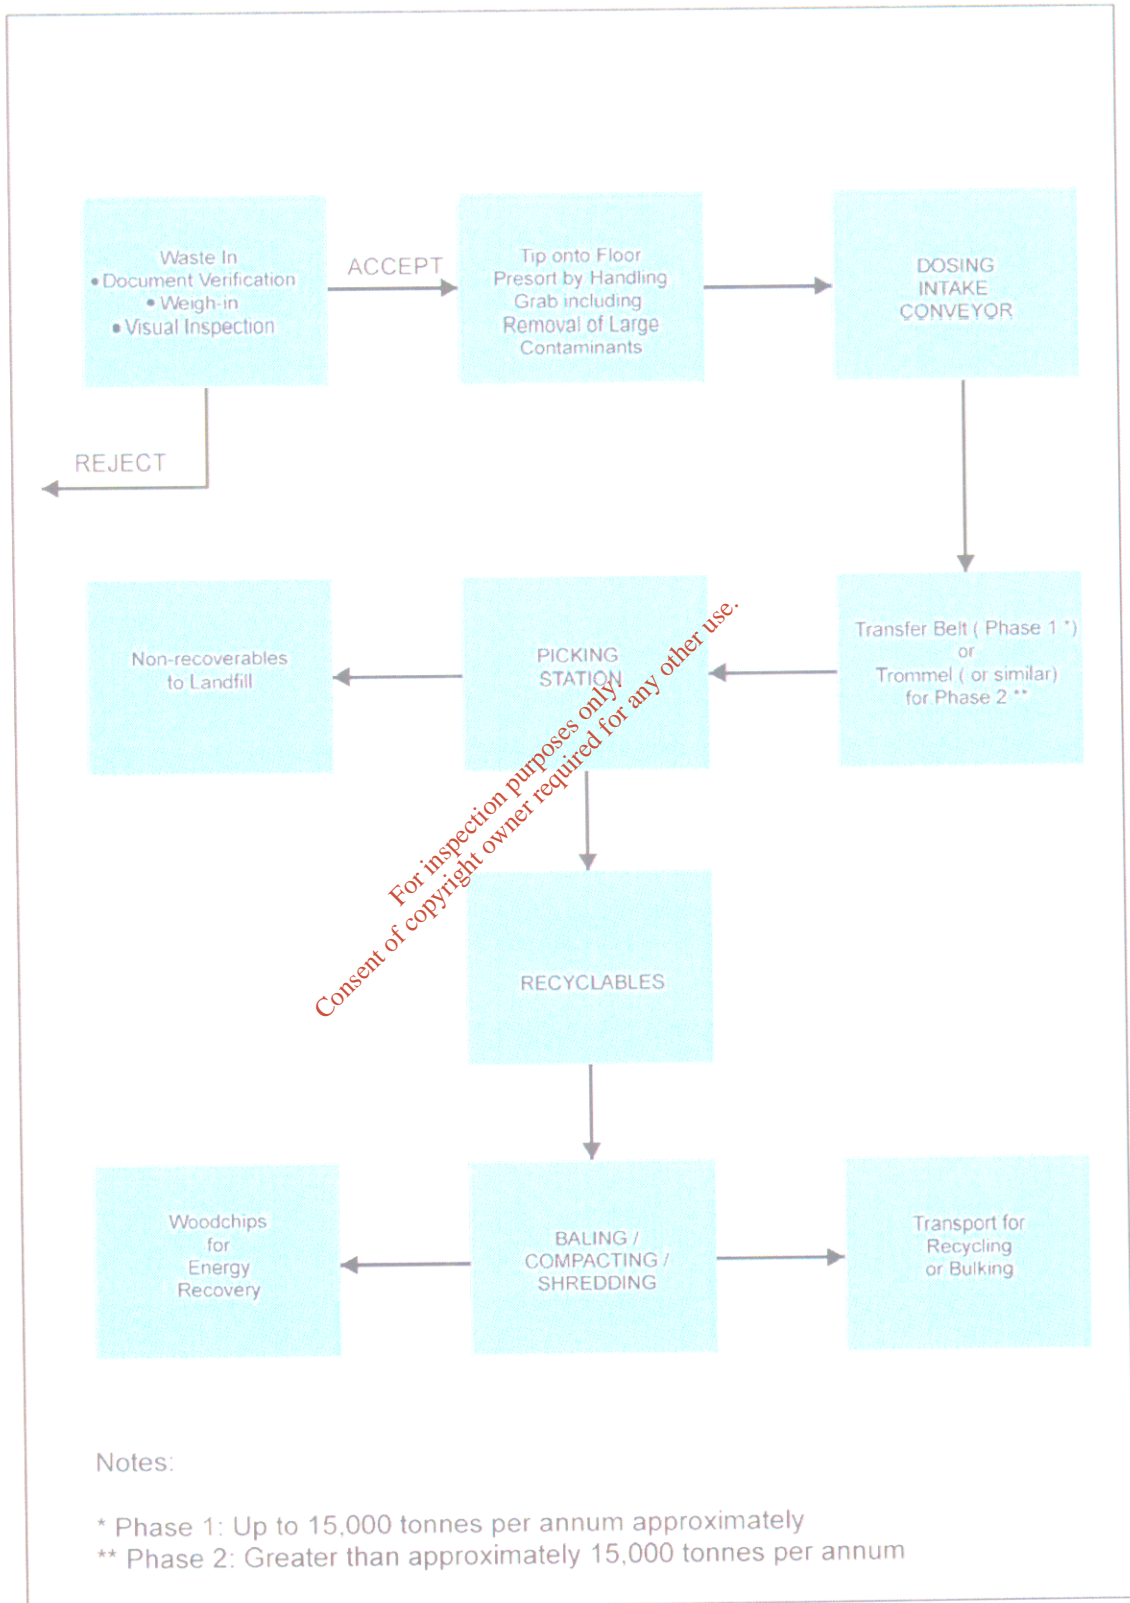 Waste In
• Document Verification
• Weigh-in
• Visual Inspection
ACCEPT
Tip onto Floor
Presort by Handling
Grab including
Removal of Large
Contaminants
DOSING
INTAKE
CONVEYOR
REJECT
Non-recoverables
to Landfill
PICKING
STATION
Transfer Belt ( Phase 1 *)
or
Trommel ( or similar)
for Phase 2 **
For inspection purposes only.
Consent of copyright owner required for any other use.
RECYCLABLES
Woodchips
for
Energy
Recovery
BALING /
COMPACTING /
SHREDDING
Transport for
Recycling
or Bulking
Notes:
* Phase 1: Up to 15,000 tonnes per annum approximately
** Phase 2: Greater than approximately 15,000 tonnes per annum